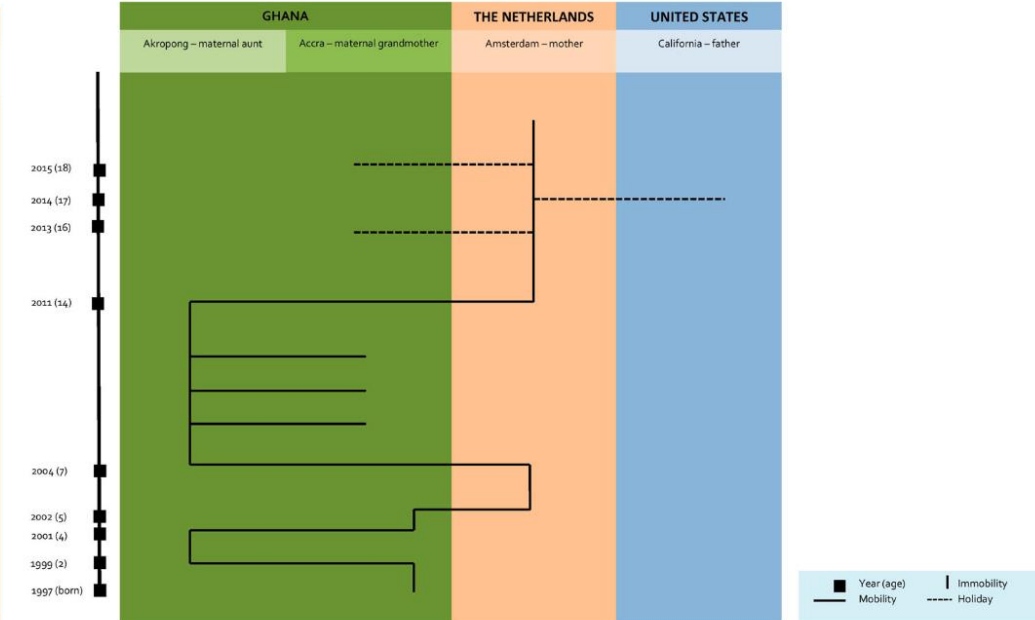 GHANA
THE NETHERLANDS
UNITED STATES
Akropong – maternal aunt
Accra – maternal grandmother
Amsterdam – mother
California – father
2015 (18)
2014 (17)
2013 (16)
2011 (14)
2004 (7)
2002 (5)
2001 (4)
1999 (2)
1997 (born)
Year (age)
Immobility
Mobility
Holiday